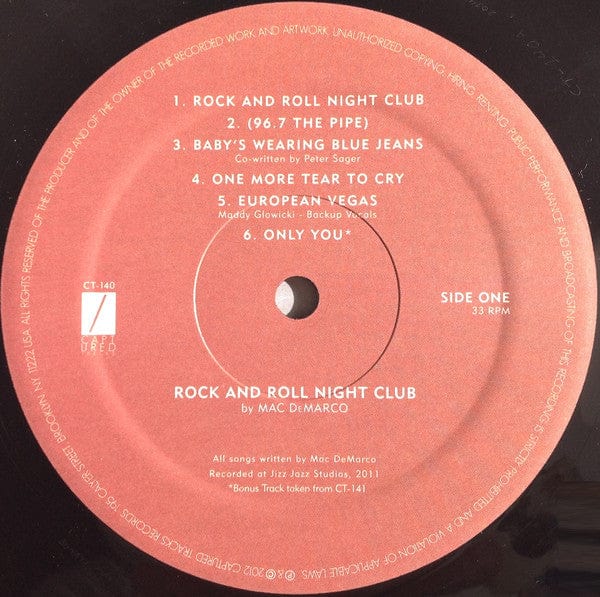 1. ROCK AND ROLL NIGHT CLUB
2. (96.7 THE PIPE)
3. BABY'S WEARING BLUE JEANS
Co-written by Peter Sager
4. ONE MORE TEAR TO CRY
5. EUROPEAN VEGAS
Maddy Glowicki - Backup Vocals
6. ONLY YOU*
CT-140
CAPT
URED
SIDE ONE
33 RPM
ROCK AND ROLL NIGHT CLUB
by MAC DEMARCO
All songs written by Mac DeMarco
Recorded at Jizz Jazz Studios, 2011
*Bonus Track taken from CT-141
℗ & © 2012 CAPTURED TRACKS RECORDS, '95 CALYER STREET, BROOKLYN, NY 11222 USA. ALL RIGHTS RESERVED OF THE PRODUCER AND OF THE OWNER OF THE RECORDED WORK AND ARTWORK. UNAUTHORIZED COPYING, HIRING, RENTING, PUBLIC PERFORMANCE AND BROADCASTING OF THIS RECORDING IS STRICTLY PROHIBITED AND A VIOLATION OF APPLICABLE LAWS.